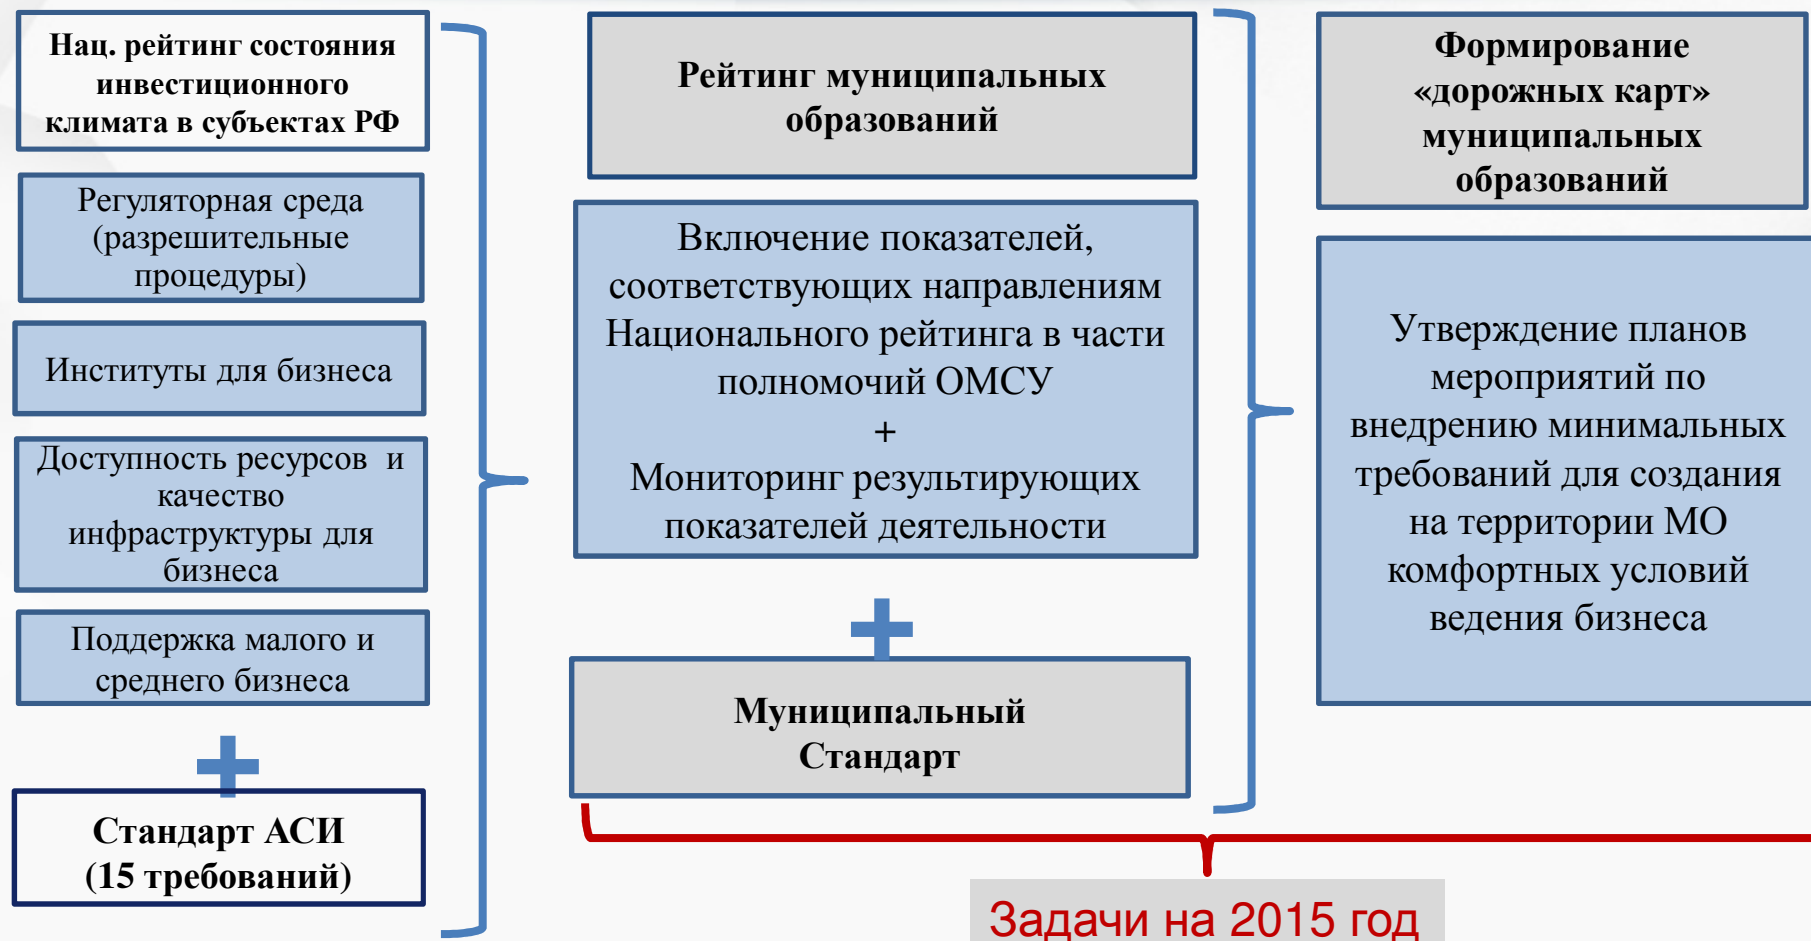 Нац. рейтинг состояния
инвестиционного
климата в субъектах РФ
Регуляторная среда
(разрешительные
процедуры)
Институты для бизнеса
Доступность ресурсов и
качество
инфраструктуры для
бизнеса
Поддержка малого и
среднего бизнеса
+
Стандарт АСИ
(15 требований)
Рейтинг муниципальных
образований
Включение показателей,
соответствующих направлениям
Национального рейтинга в части
полномочий ОМСУ
+
Мониторинг результирующих
показателей деятельности
+
Муниципальный
Стандарт
Формирование
«дорожных карт»
муниципальных
образований
Утверждение планов
мероприятий по
внедрению минимальных
требований для создания
на территории МО
комфортных условий
ведения бизнеса
Задачи на 2015 год